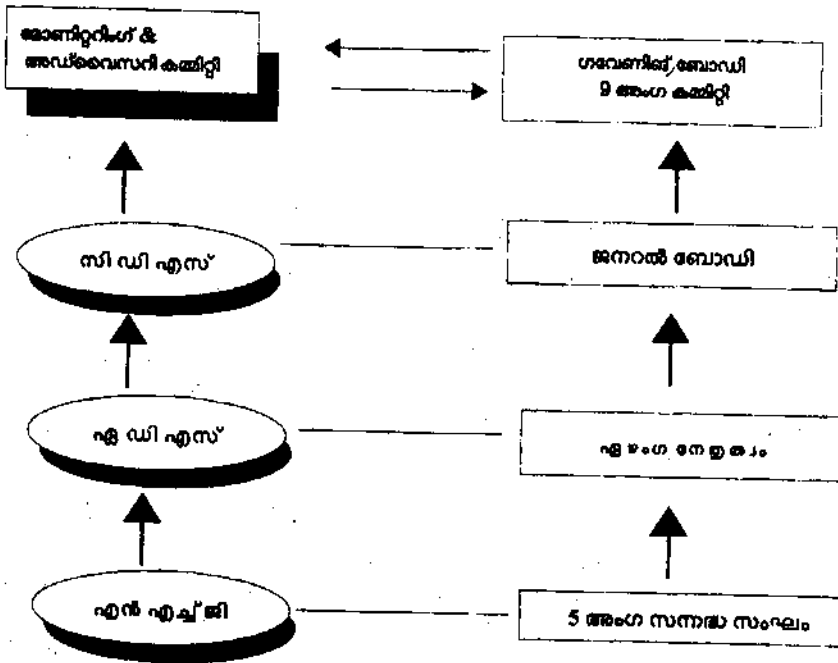 മോണിറ്ററിംഗ് &
അഡ്വൈസറി കമ്മിറ്റി
ഗവേണിങ് ബോഡി
9 അംഗ കമ്മിറ്റി
സി ഡി എസ്
ജനറൽ ബോഡി
ഏ ഡി എസ്
ഏഴംഗ നേതൃത്വം
എൻ എച്ച് ജി
5 അംഗ സന്നദ്ധ സംഘം